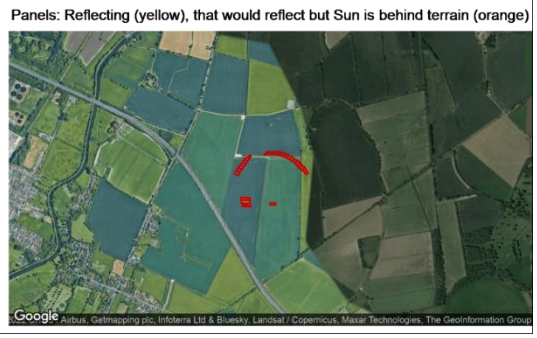 Panels: Reflecting (yellow), that would reflect but Sun is behind terrain (orange)
Google
Airbus, Getmapping plc, Infoterra Ltd & Bluesky, Landsat / Copernicus, Maxar Technologies, The GeoInformation Group